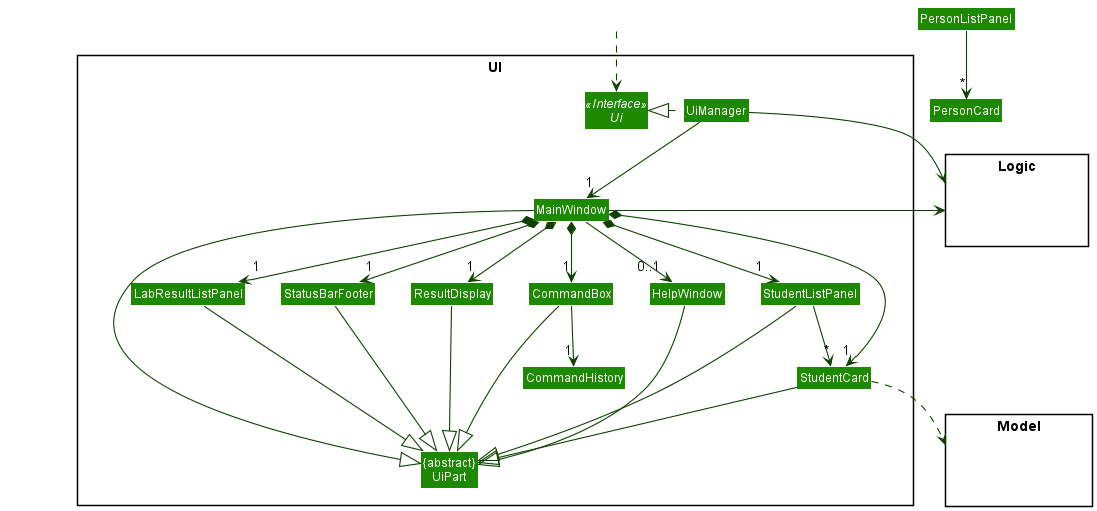 PersonListPanel
UI
*
«Interface»
Ui
UiManager
PersonCard
Logic
1
MainWindow
1
1
1
1
0..1
1
LabResultListPanel
StatusBarFooter
ResultDisplay
CommandBox
HelpWindow
StudentListPanel
1
*
1
CommandHistory
StudentCard
Model
{abstract}
UiPart